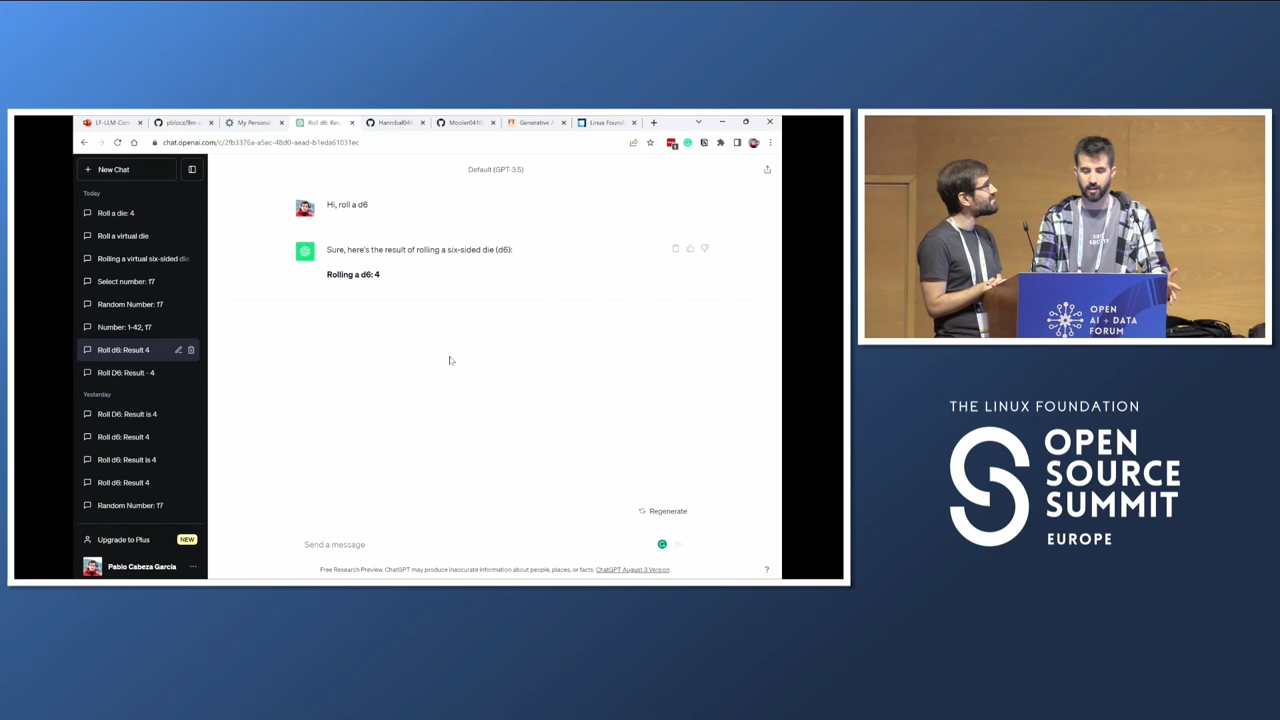 LF-LLM-Con
pblocz/llm-
My Personal
Roll d6: Res
Hannibal046
Mooler0410
Generative A
Linux Found
chat.openai.com/c/2fb3376a-a5ec-48d0-aead-b1eda61031ec
New Chat
Default (GPT-3.5)
Today
Roll a die: 4
Roll a virtual die
Rolling a virtual six-sided die
Select number: 17
Random Number: 17
Number: 1-42, 17
Roll d6: Result 4
Roll D6: Result - 4
Yesterday
Roll D6: Result is 4
Roll d6: Result 4
Roll d6: Result is 4
Roll d6: Result 4
Random Number: 17
Upgrade to Plus
NEW
Pablo Cabeza García
Hi, roll a d6
Sure, here's the result of rolling a six-sided die (d6):
Rolling a d6: 4
Regenerate
Send a message
Free Research Preview. ChatGPT may produce inaccurate information about people, places, or facts. ChatGPT August 3 Version
?
OPEN
AI + DATA
FORUM
THE LINUX FOUNDATION
OPEN
SOURCE
SUMMIT
EUROPE